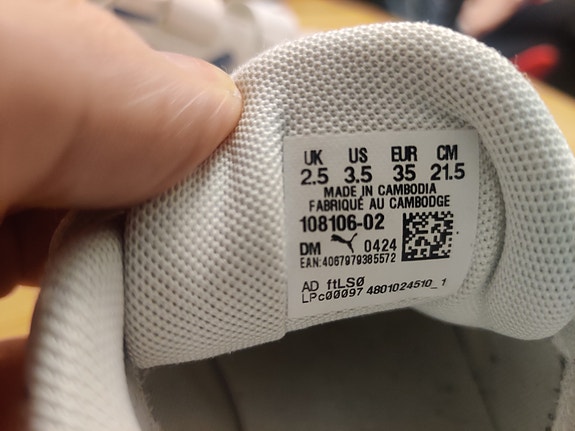 UK US EUR CM
2.5 3.5 35 21.5
MADE IN CAMBODIA
FABRIQUÉ AU CAMBODGE
108106-02
DM 0424
EAN:4067979385572
AD ftLS0
LPc00097 4801024510_1